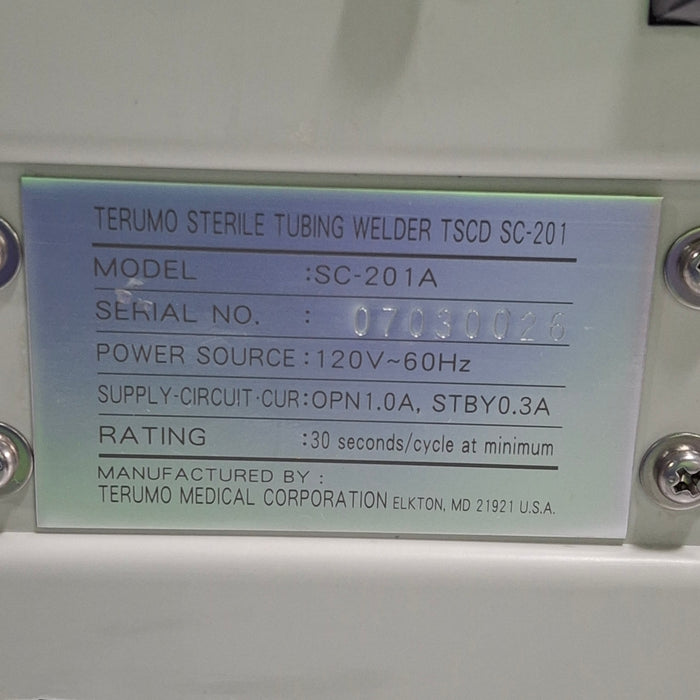 TERUMO STERILE TUBING WELDER TSCD SC-201
MODEL :SC-201A
SERIAL NO. : 07030026
POWER SOURCE:120V~60Hz
SUPPLY-CIRCUIT·CUR:OPN1.0A, STBY0.3A
RATING :30 seconds/cycle at minimum
MANUFACTURED BY :
TERUMO MEDICAL CORPORATION ELKTON, MD 21921 U.S.A.